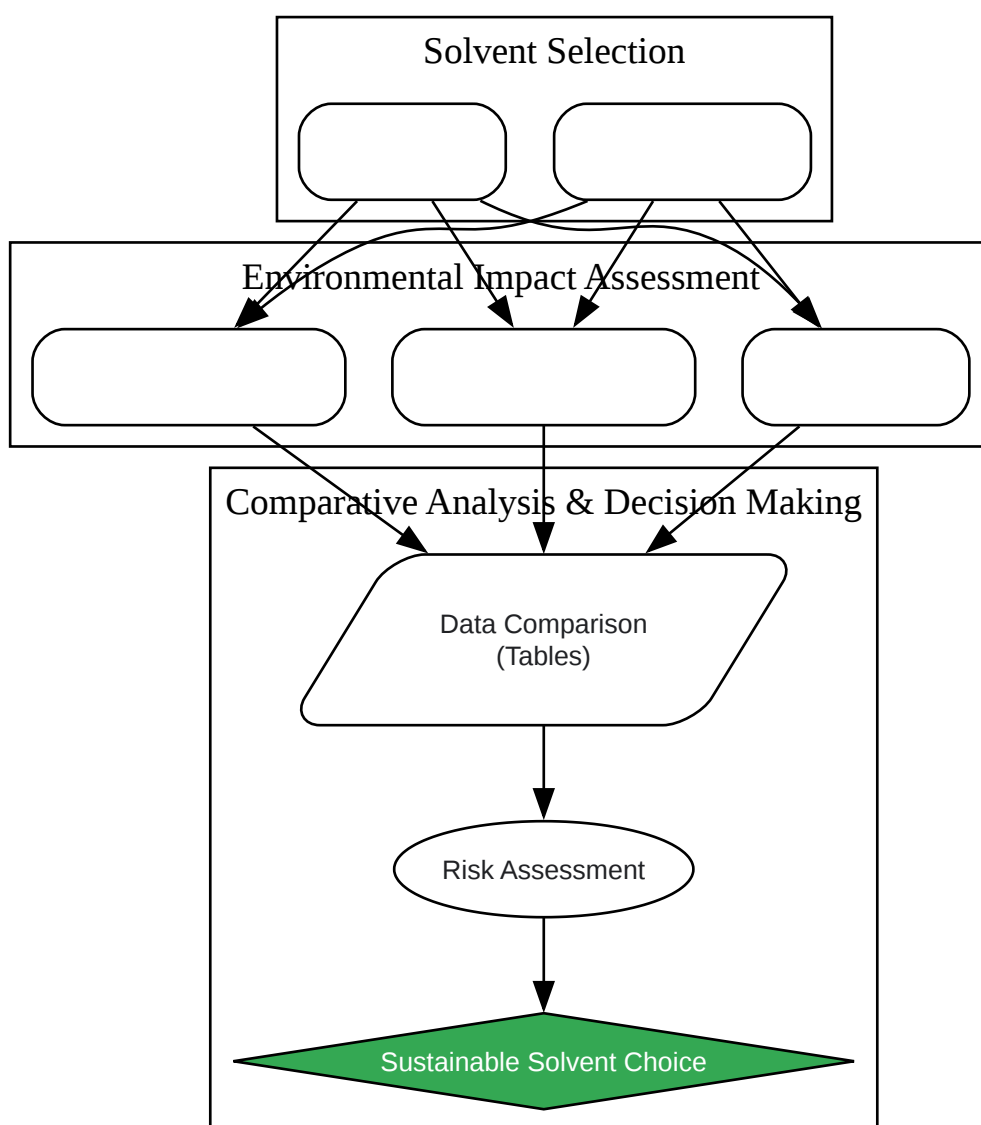 Solvent Selection
Environmental Impact Assessment
Comparative Analysis & Decision Making
Data Comparison
(Tables)
Risk Assessment
Sustainable Solvent Choice